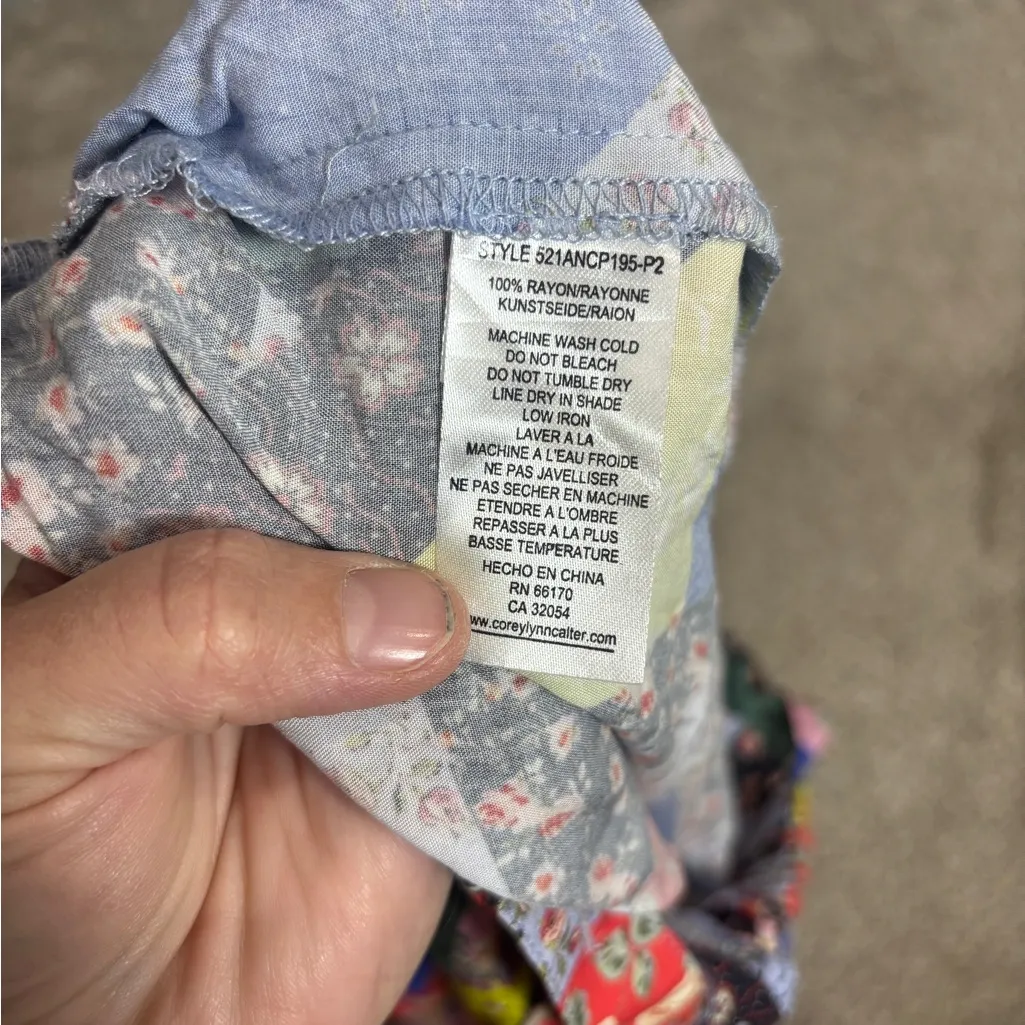 STYLE 521ANCP195-P2
100% RAYON/RAYONNE
KUNSTSEIDE/RAION
MACHINE WASH COLD
DO NOT BLEACH
DO NOT TUMBLE DRY
LINE DRY IN SHADE
LOW IRON
LAVER A LA
MACHINE A L'EAU FROIDE
NE PAS JAVELLISER
NE PAS SECHER EN MACHINE
ETENDRE A L'OMBRE
REPASSER A LA PLUS
BASSE TEMPERATURE
HECHO EN CHINA
RN 66170
CA 32054
www.coreylynncalter.com